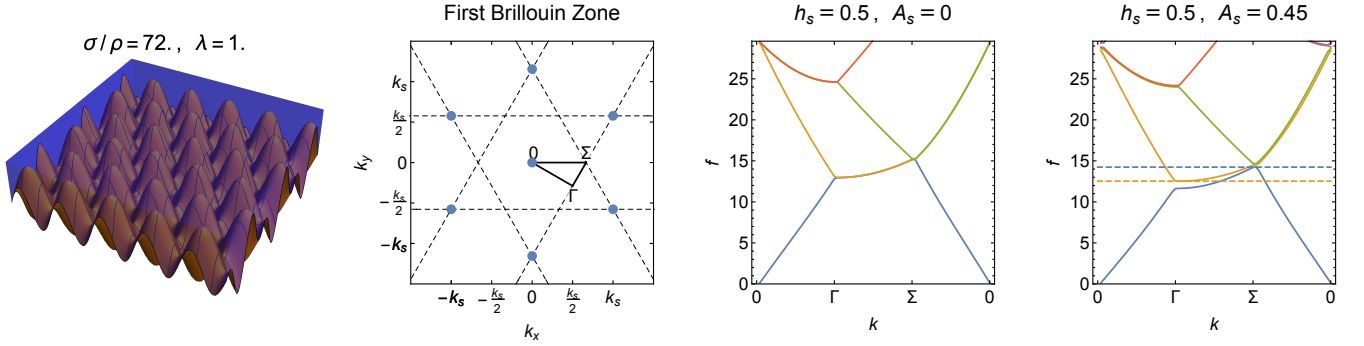 σ/ρ=72., λ=1.
First Brillouin Zone
k_s
k_s/2
0
-k_s/2
-k_s
k_y
0
Σ
Γ
-k_s
-k_s/2
0
k_s/2
k_s
k_x
h_s = 0.5 , A_s = 0
25
20
15
10
5
0
f
0
Γ
Σ
0
k
h_s = 0.5 , A_s = 0.45
25
20
15
10
5
0
f
0
Γ
Σ
0
k